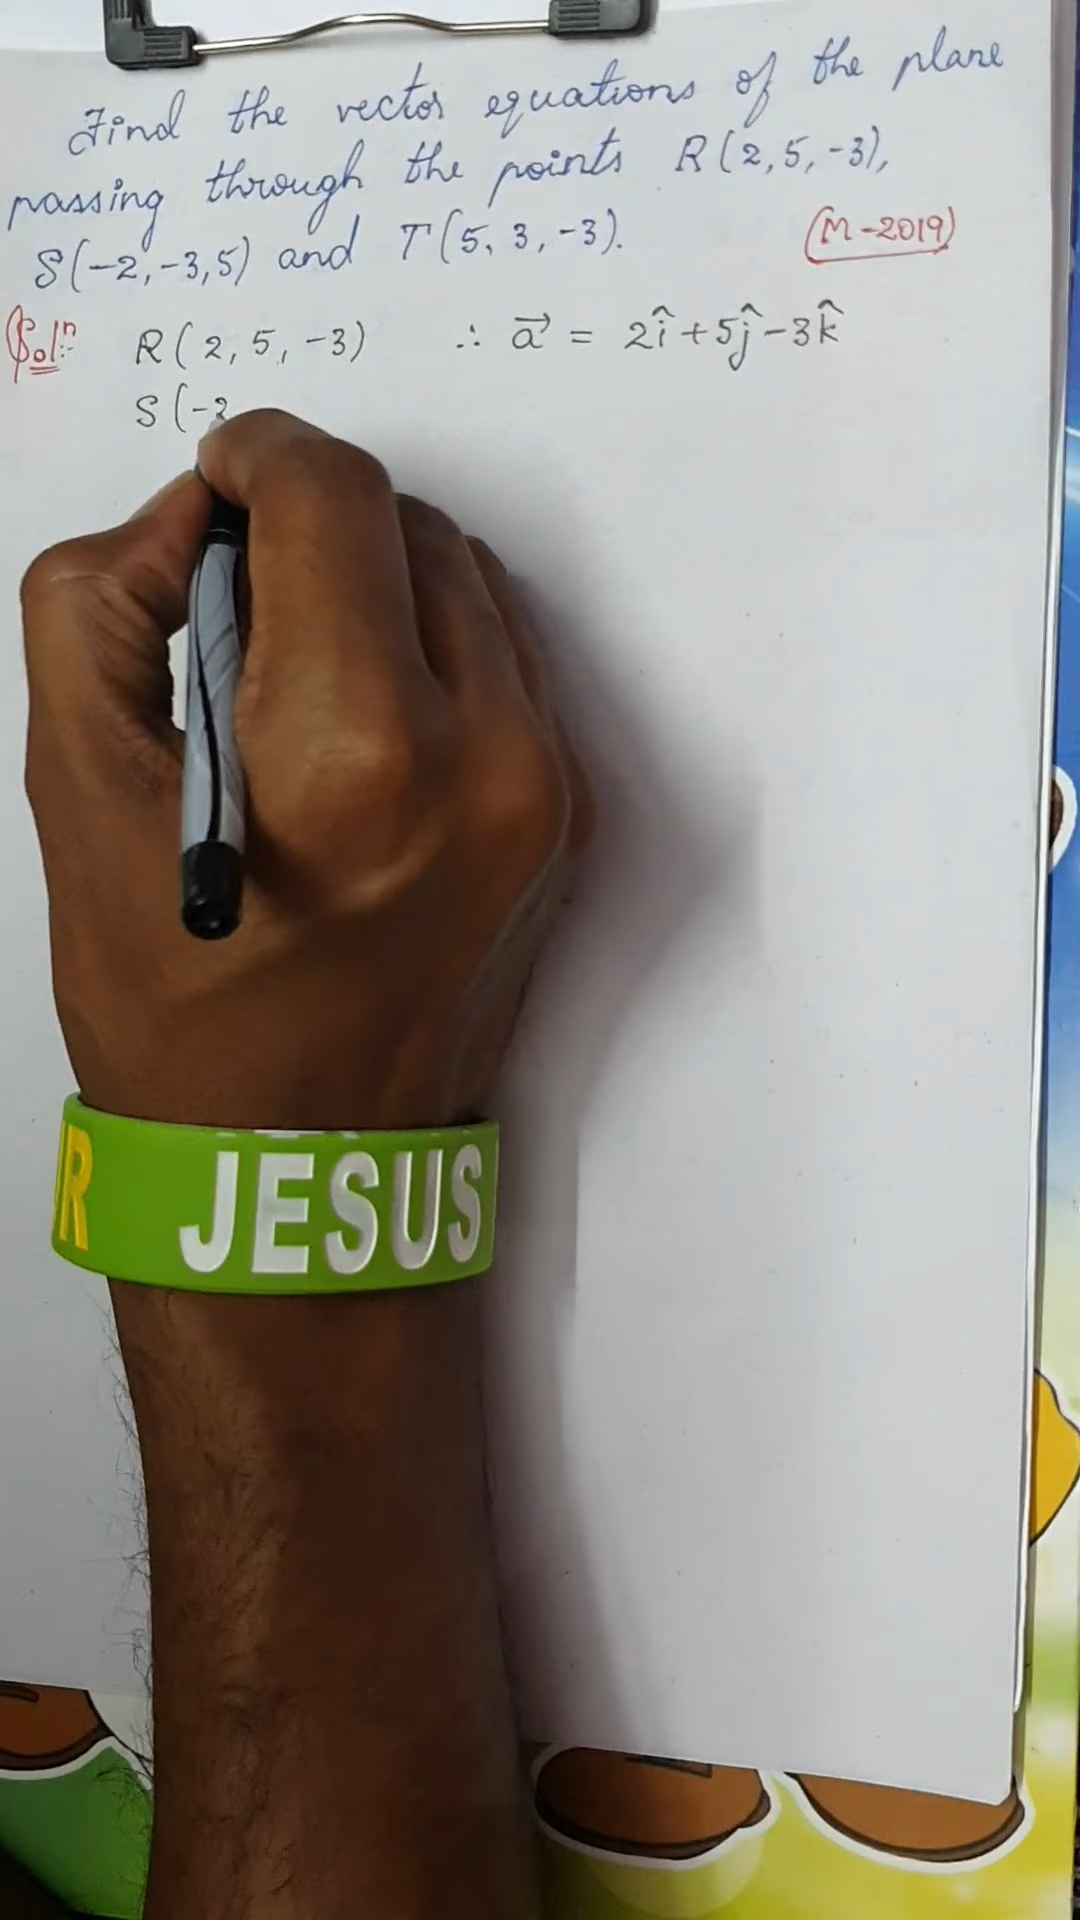 Find the vector equations of the plane
passing through the points R(2,5,-3),
S(-2,-3,5) and T(5, 3,-3).
(M-2019)
Solⁿ:- R(2,5,-3) ∴ a⃗ = 2î+5ĵ-3k̂
S(-2
R JESUS